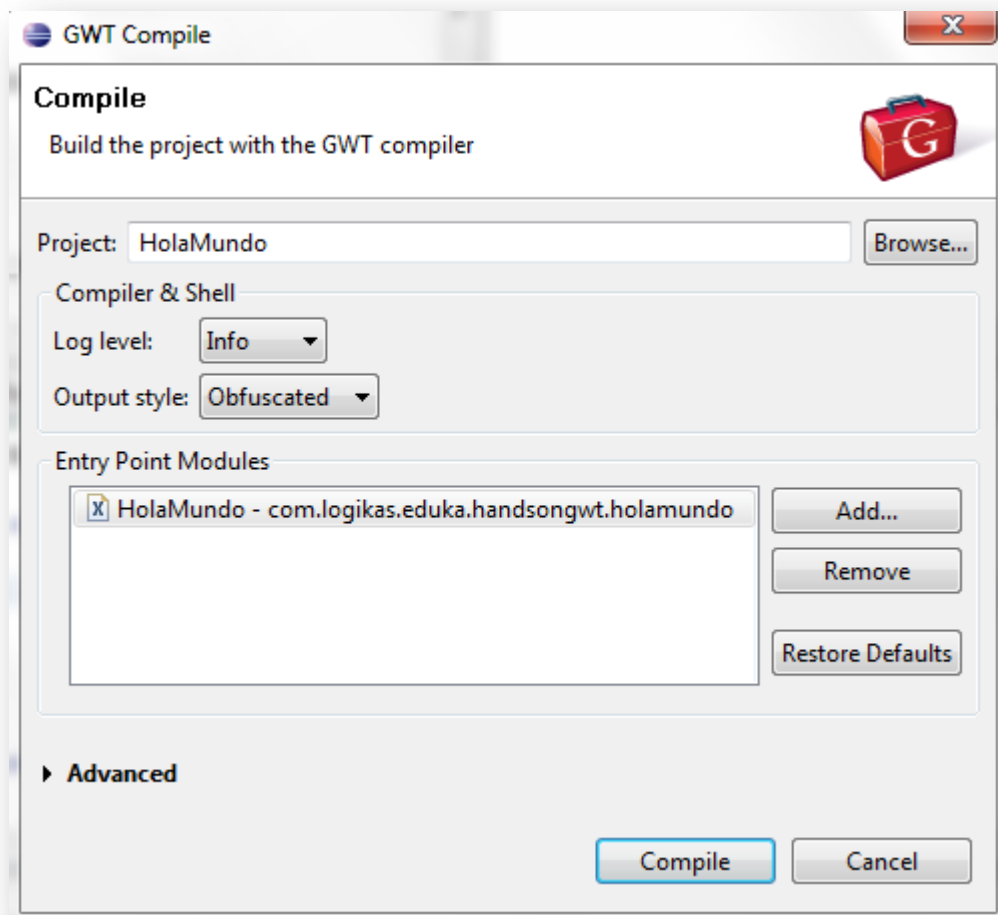 GWT Compile
Compile
Build the project with the GWT compiler
G
Project: HolaMundo Browse...
Compiler & Shell
Log level: Info
Output style: Obfuscated
Entry Point Modules
HolaMundo - com.logikas.eduka.handsongwt.holamundo Add...
Remove
Restore Defaults
Advanced
Compile Cancel